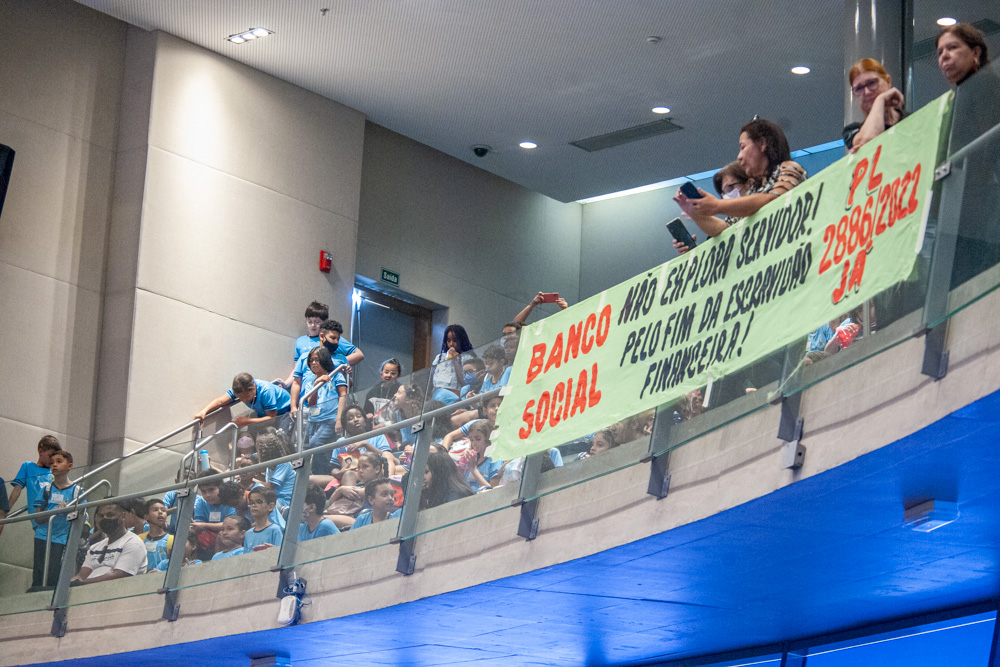 Saída
BANCO
SOCIAL
NÃO EXPLORA SERVIDOR!
PELO FIM DA ESCRAVIDÃO
FINANCEIRA!
PL
2886/2022
JÁ